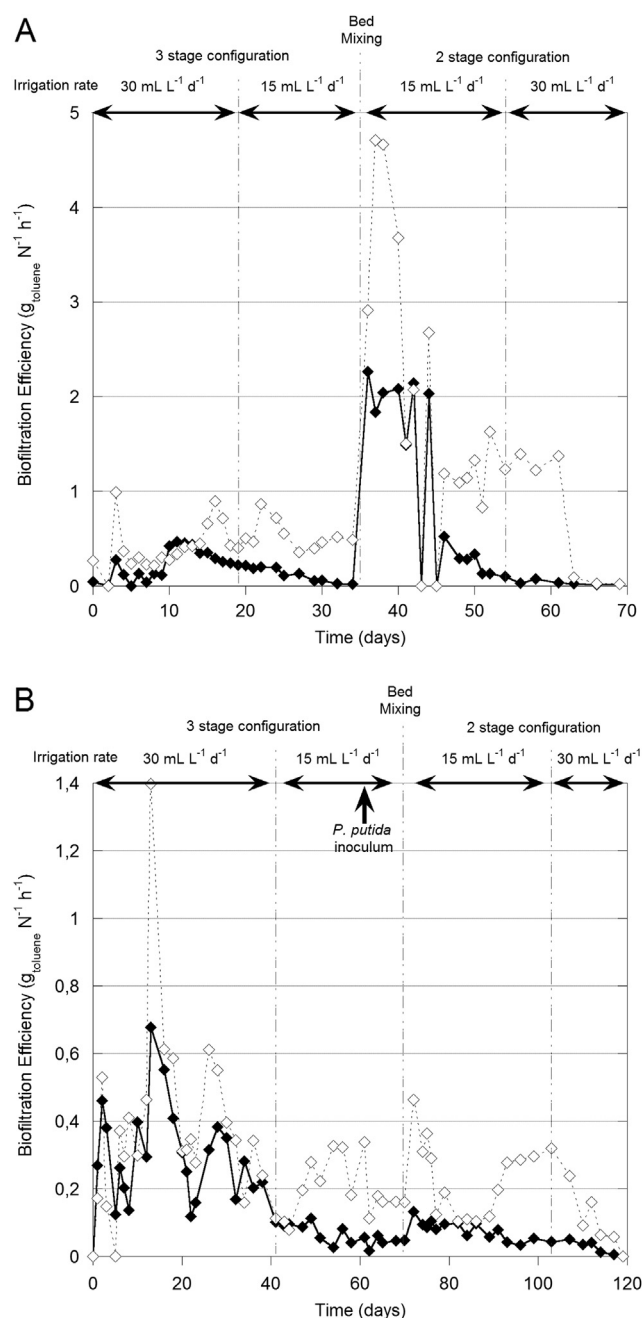 A
Bed
Mixing
3 stage configuration
2 stage configuration
Irrigation rate
30 mL L⁻¹ d⁻¹
15 mL L⁻¹ d⁻¹
15 mL L⁻¹ d⁻¹
30 mL L⁻¹ d⁻¹
5
4
3
2
1
0
Biofiltration Efficiency (g_toluene N⁻¹ h⁻¹)
0 10 20 30 40 50 60 70
Time (days)
B
Bed
Mixing
3 stage configuration
2 stage configuration
Irrigation rate
30 mL L⁻¹ d⁻¹
15 mL L⁻¹ d⁻¹
15 mL L⁻¹ d⁻¹
30 mL L⁻¹ d⁻¹
P. putida
inoculum
1,4
1,2
1
0,8
0,6
0,4
0,2
0
Biofiltration Efficiency (g_toluene N⁻¹ h⁻¹)
0 20 40 60 80 100 120
Time (days)